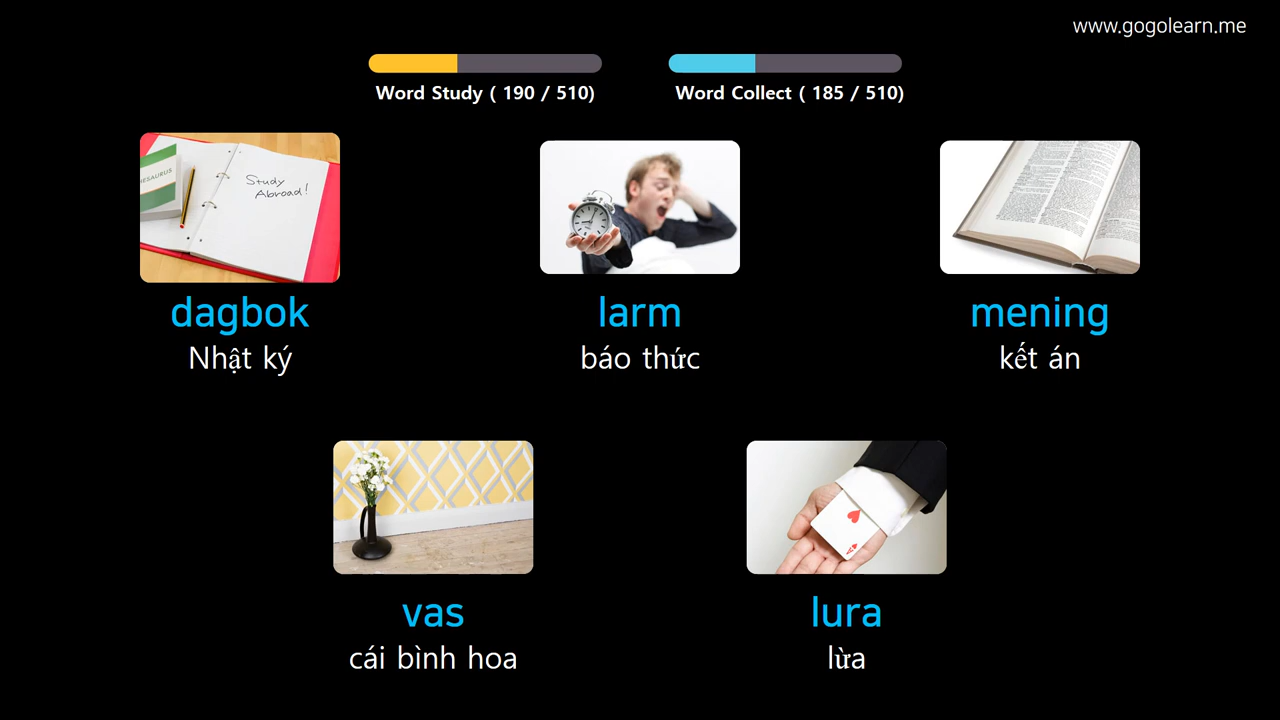 www.gogolearn.me
Word Study ( 190 / 510)
Word Collect ( 185 / 510)
HESAURUS
Study
Abroad!
dagbok
larm
mening
Nhật ký
báo thức
kết án
A
vas
lura
cái bình hoa
lừa